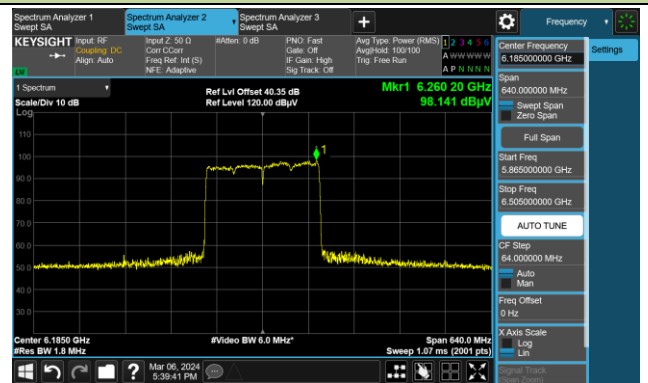 Spectrum Analyzer 1
Swept SA
Spectrum Analyzer 2
Swept SA
Spectrum Analyzer 3
Swept SA
Frequency
KEYSIGHT
Input: RF
Coupling: DC
Align: Auto
Input Z: 50 Ω
Corr CCorr
Freq Ref: Int (S)
NFE: Adaptive
#Atten: 0 dB
PNO: Fast
Gate: Off
IF Gain: High
Sig Track: Off
Avg Type: Power (RMS)
Avg|Hold: 100/100
Trig: Free Run
1 2 3 4 5 6
A W W W W W
A P N N N N
1 Spectrum
Scale/Div 10 dB
Log
Ref Lvl Offset 40.35 dB
Ref Level 120.00 dBµV
Mkr1 6.260 20 GHz
98.141 dBµV
110
100
90.0
80.0
70.0
60.0
50.0
40.0
30.0
1
Center 6.1850 GHz
#Res BW 1.8 MHz
#Video BW 6.0 MHz*
Span 640.0 MHz
Sweep 1.07 ms (2001 pts)
Mar 06, 2024
5:39:41 PM
Center Frequency
6.185000000 GHz
Settings
Span
640.000000 MHz
Swept Span
Zero Span
Full Span
Start Freq
5.865000000 GHz
Stop Freq
6.505000000 GHz
AUTO TUNE
CF Step
64.000000 MHz
Auto
Man
Freq Offset
0 Hz
X Axis Scale
Log
Lin
Signal Track
(Span Zoom)